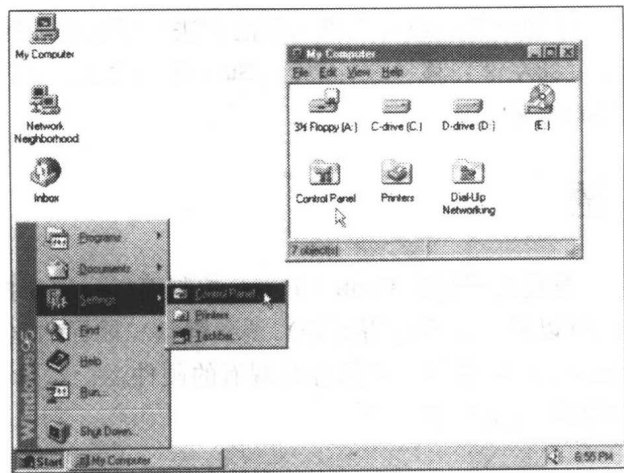 My Computer
Network
Neighborhood
Inbox
My Computer
File Edit View Help
3½ Floppy (A:)
C-drive (C:)
D-drive (D:)
(E:)
Control Panel
Printers
Dial-Up
Networking
7 object(s)
Windows95
Programs
Documents
Settings
Find
Help
Run...
Shut Down...
Control Panel
Printers
Taskbar...
Start
My Computer
6:55 PM